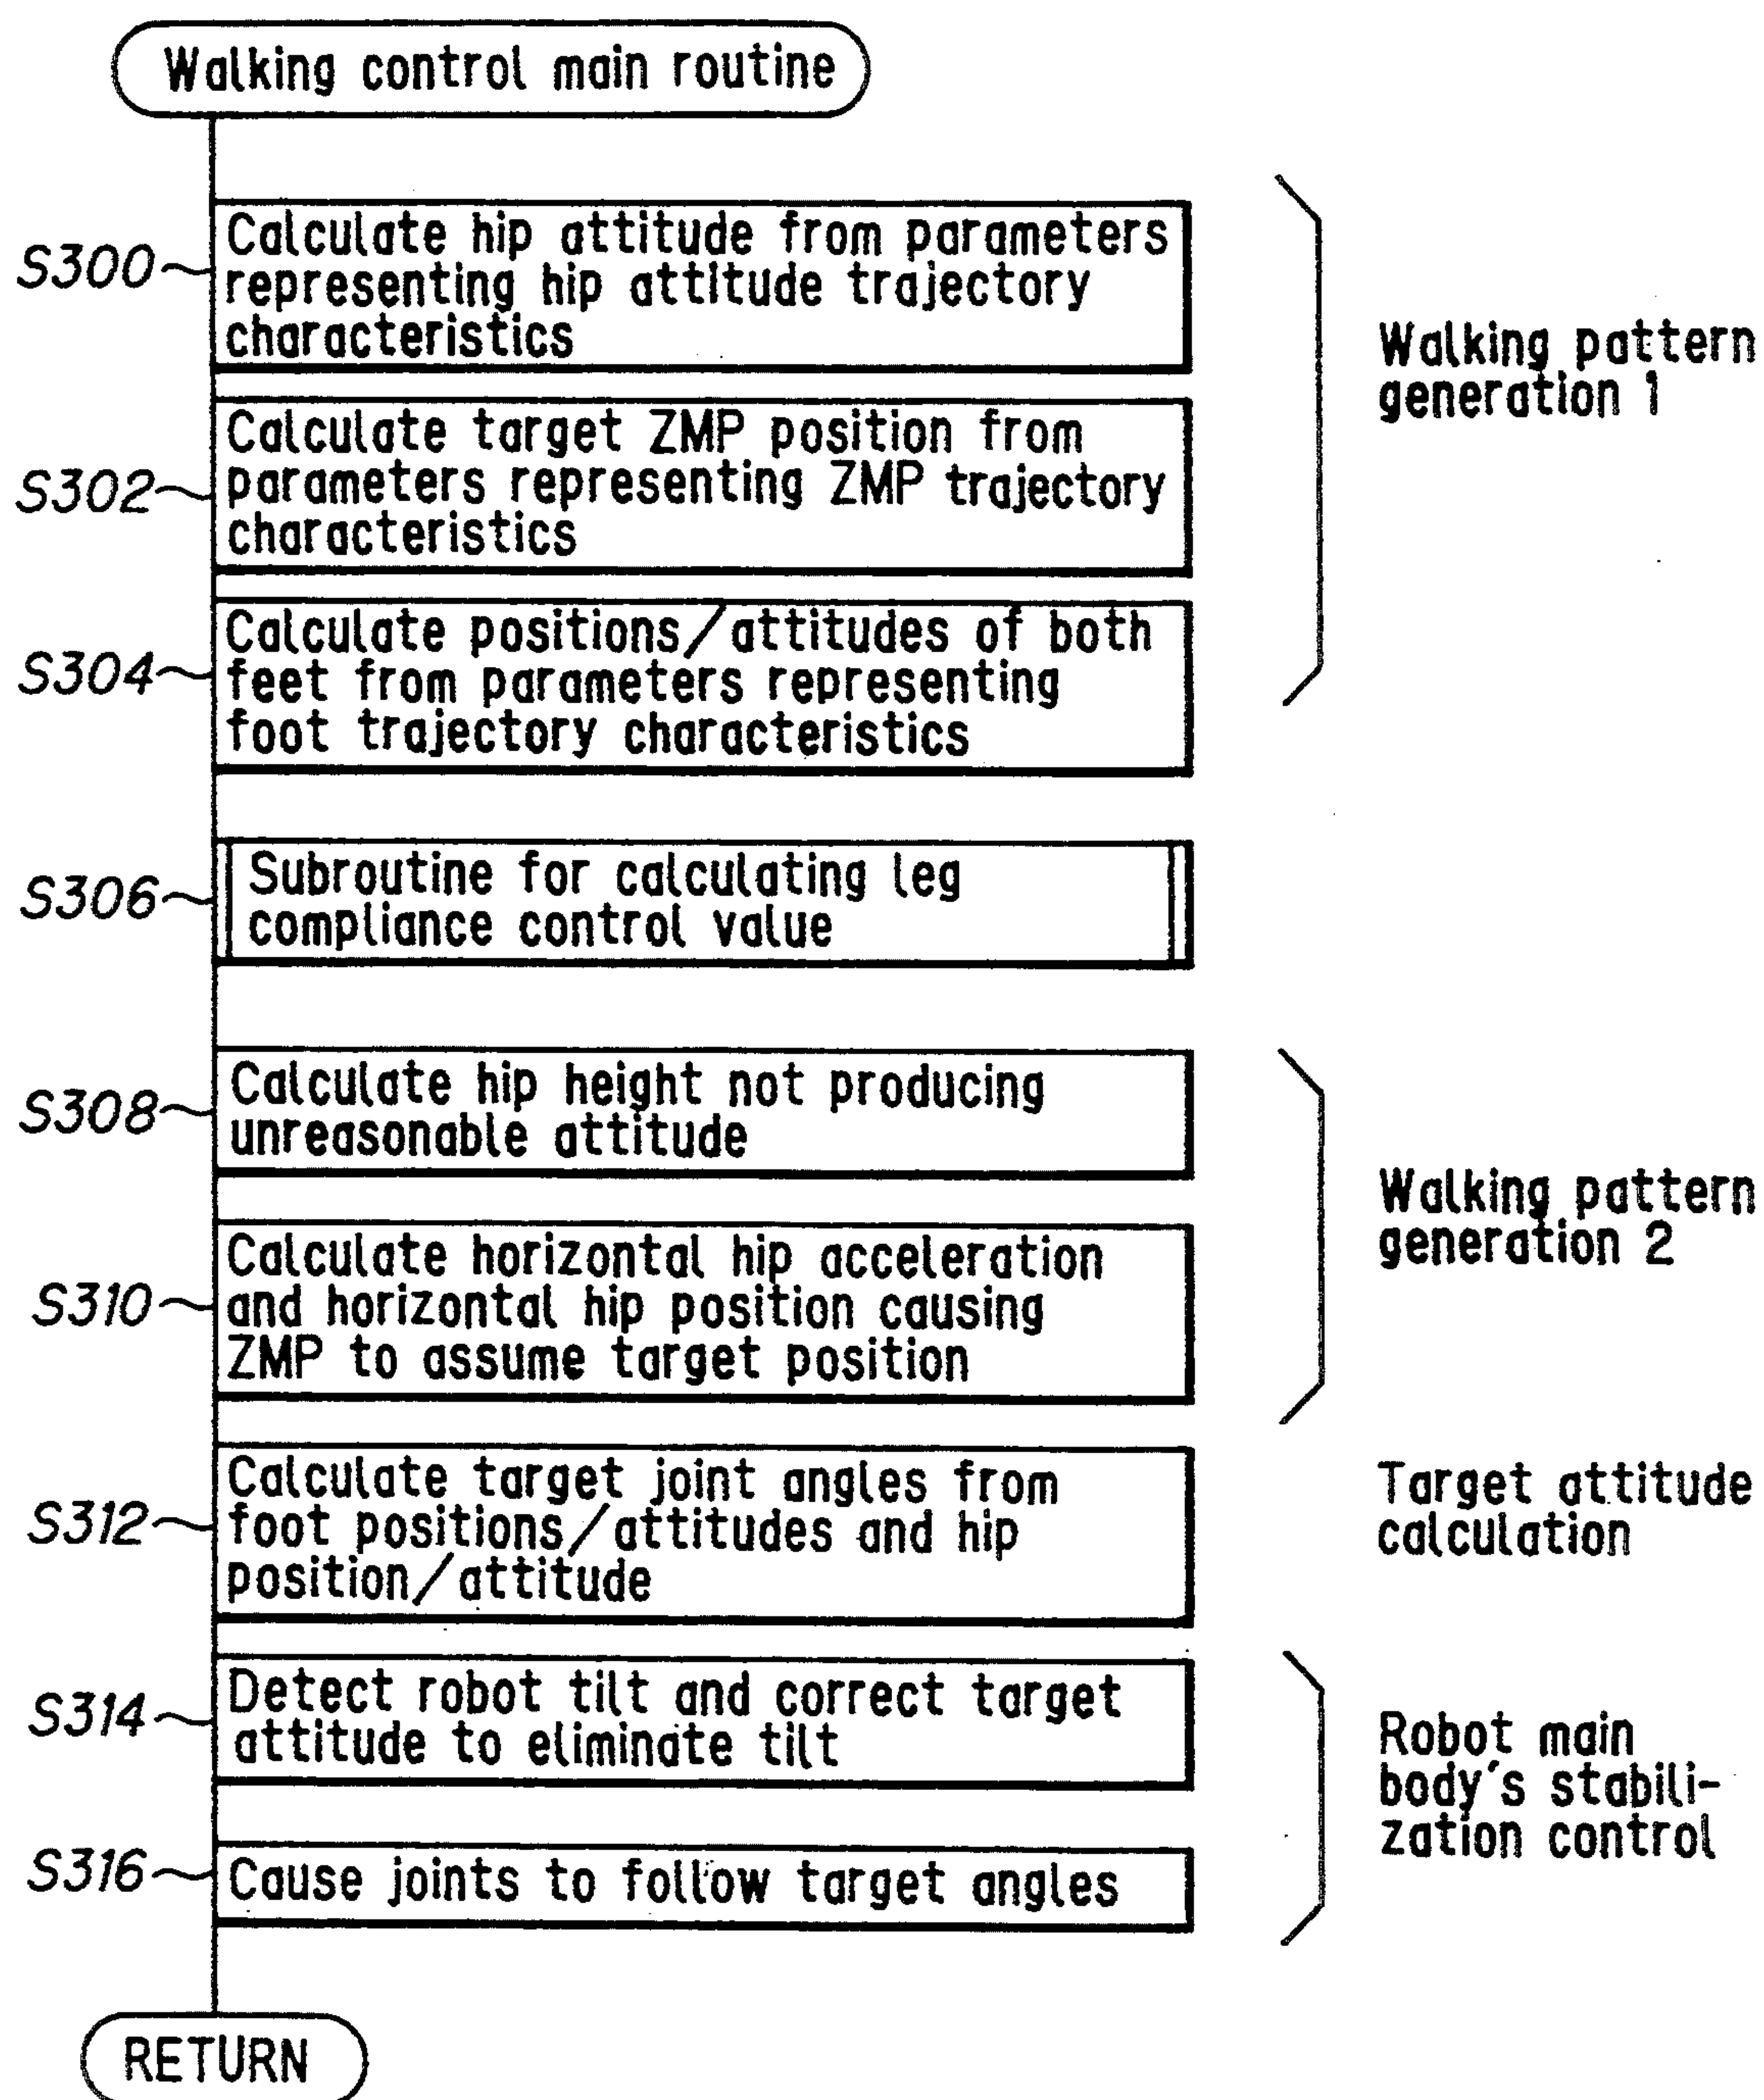 Walking control main routine
S300
Calculate hip attitude from parameters
representing hip attitude trajectory
characteristics
Walking pattern
generation 1
S302
Calculate target ZMP position from
parameters representing ZMP trajectory
characteristics
S304
Calculate positions/attitudes of both
feet from parameters representing
foot trajectory characteristics
S306
Subroutine for calculating leg
compliance control value
S308
Calculate hip height not producing
unreasonable attitude
Walking pattern
generation 2
S310
Calculate horizontal hip acceleration
and horizontal hip position causing
ZMP to assume target position
S312
Calculate target joint angles from
foot positions/attitudes and hip
position/attitude
Target attitude
calculation
S314
Detect robot tilt and correct target
attitude to eliminate tilt
Robot main
body's stabili-
zation control
S316
Cause joints to follow target angles
RETURN